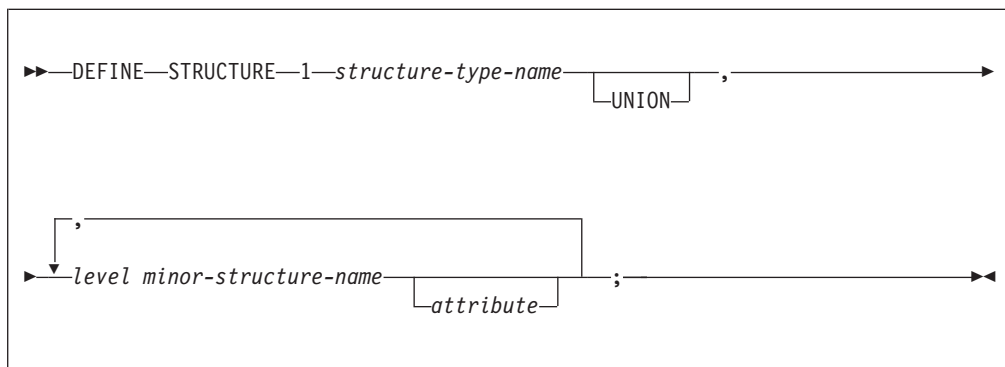 DEFINE STRUCTURE 1 structure-type-name ,
UNION
,
level minor-structure-name ;
attribute